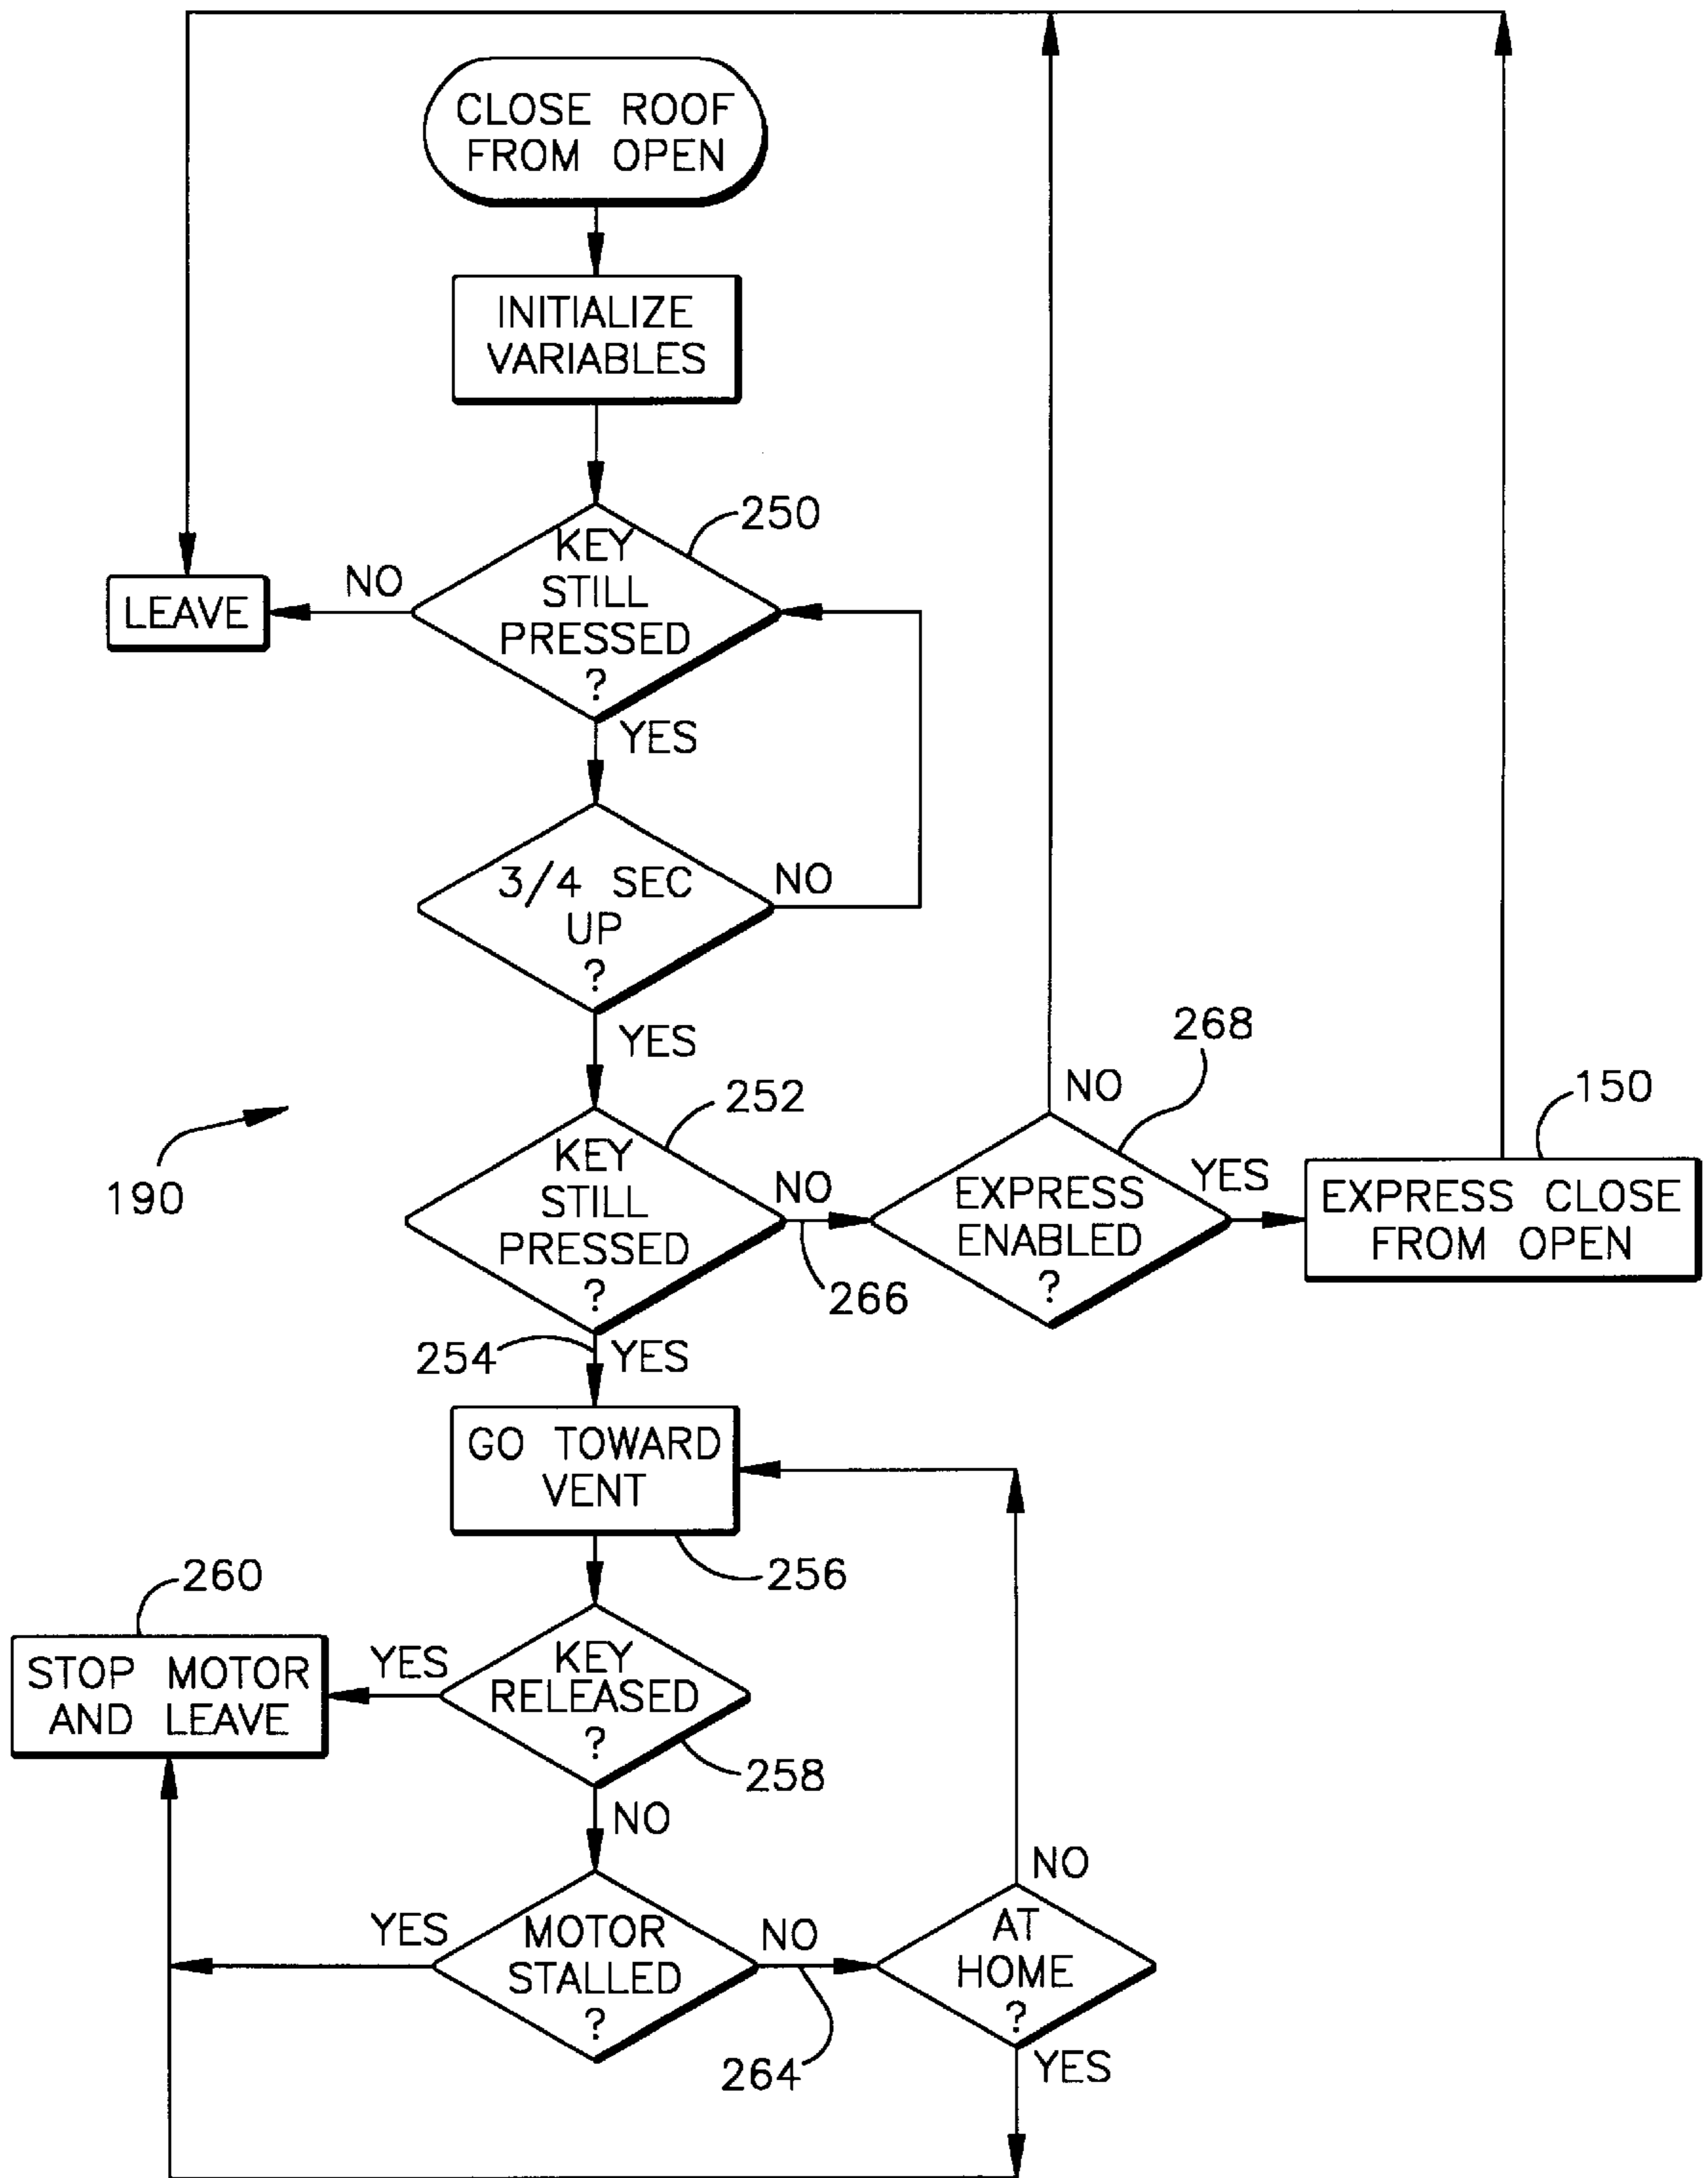 CLOSE ROOF
FROM OPEN
INITIALIZE
VARIABLES
250
KEY
STILL
PRESSED
?
NO
LEAVE
YES
3/4 SEC
UP
?
NO
YES
268
252
150
190
KEY
STILL
PRESSED
?
NO
266
NO
EXPRESS
ENABLED
?
YES
EXPRESS CLOSE
FROM OPEN
254
YES
GO TOWARD
VENT
256
260
STOP MOTOR
AND LEAVE
YES
KEY
RELEASED
?
258
NO
YES
MOTOR
STALLED
?
NO
264
NO
AT
HOME
?
YES